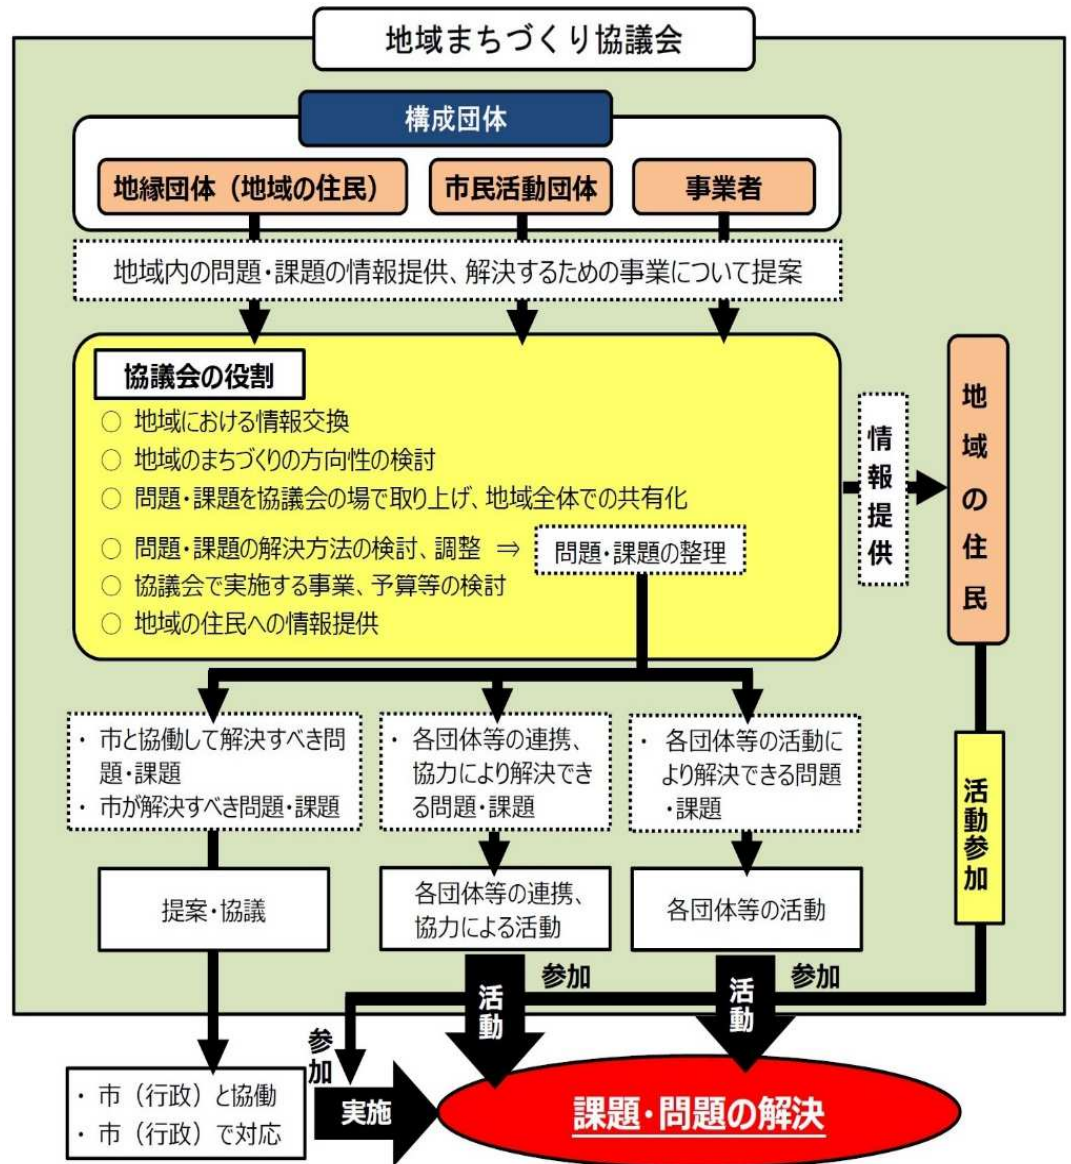 地域まちづくり協議会
構成団体
地縁団体（地域の住民）
市民活動団体
事業者
地域内の問題・課題の情報提供、解決するための事業について提案
協議会の役割
○ 地域における情報交換
○ 地域のまちづくりの方向性の検討
○ 問題・課題を協議会の場で取り上げ、地域全体での共有化
○ 問題・課題の解決方法の検討、調整 ⇒ 問題・課題の整理
○ 協議会で実施する事業、予算等の検討
○ 地域の住民への情報提供
情報提供
地域の住民
・ 市と協働して解決すべき問
題・課題
・ 市が解決すべき問題・課題
・ 各団体等の連携、
協力により解決でき
る問題・課題
・ 各団体等の活動に
より解決できる問題
・課題
活動参加
提案・協議
各団体等の連携、
協力による活動
各団体等の活動
活動
参加
活動
参加
参加
・ 市（行政）と協働
・ 市（行政）で対応
実施
課題・問題の解決